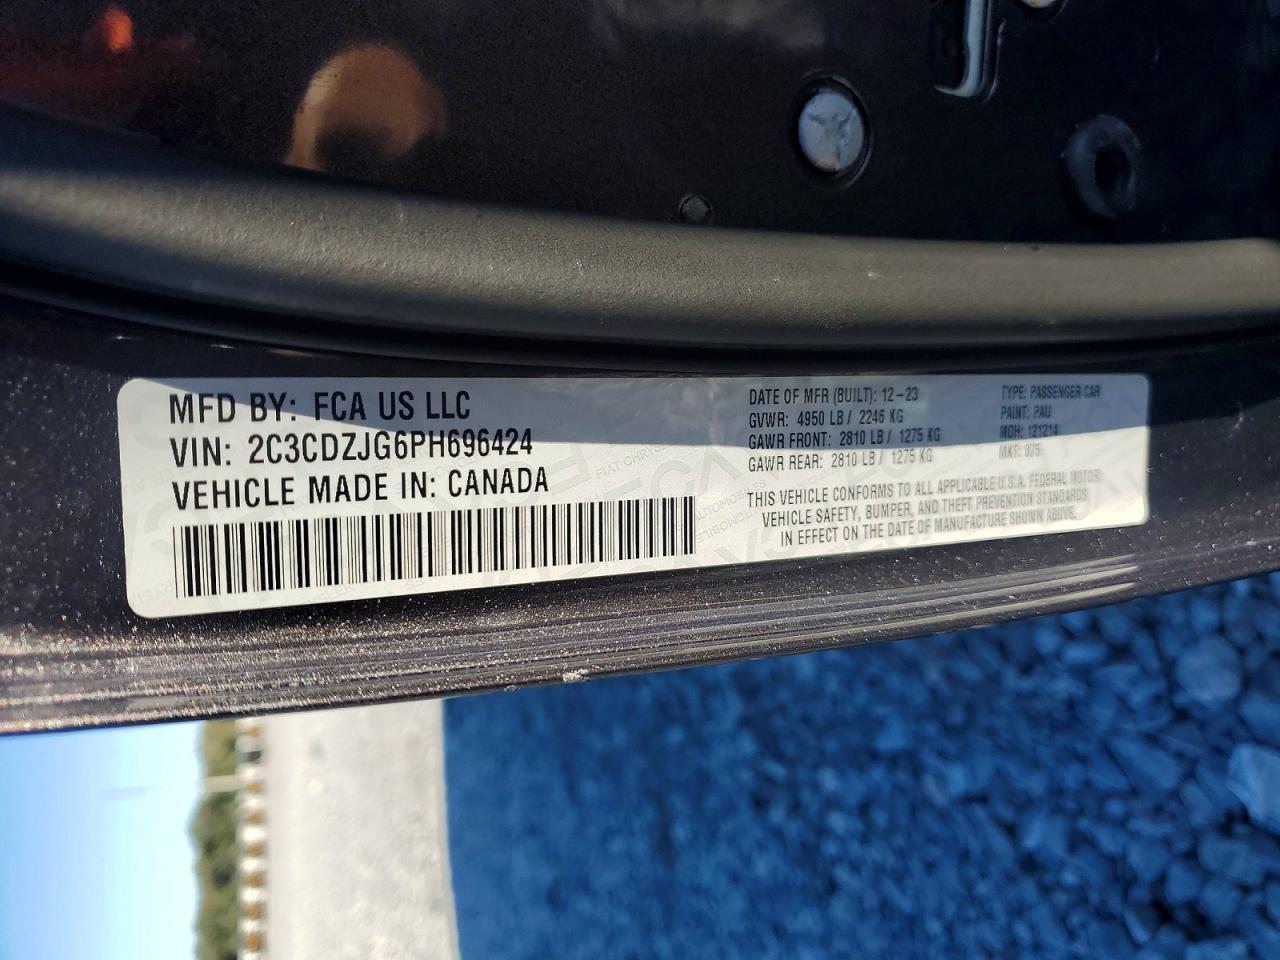 MFD BY: FCA US LLC
VIN: 2C3CDZJG6PH696424
VEHICLE MADE IN: CANADA
DATE OF MFR (BUILT): 12-23
GVWR: 4950 LB / 2246 KG
GAWR FRONT: 2810 LB / 1275 KG
GAWR REAR: 2810 LB / 1275 KG
TYPE: PASSENGER CAR
PAINT: PAU
MDH: 121214
MKT: 875
THIS VEHICLE CONFORMS TO ALL APPLICABLE U.S.A. FEDERAL MOTOR
VEHICLE SAFETY, BUMPER, AND THEFT PREVENTION STANDARDS
IN EFFECT ON THE DATE OF MANUFACTURE SHOWN ABOVE.